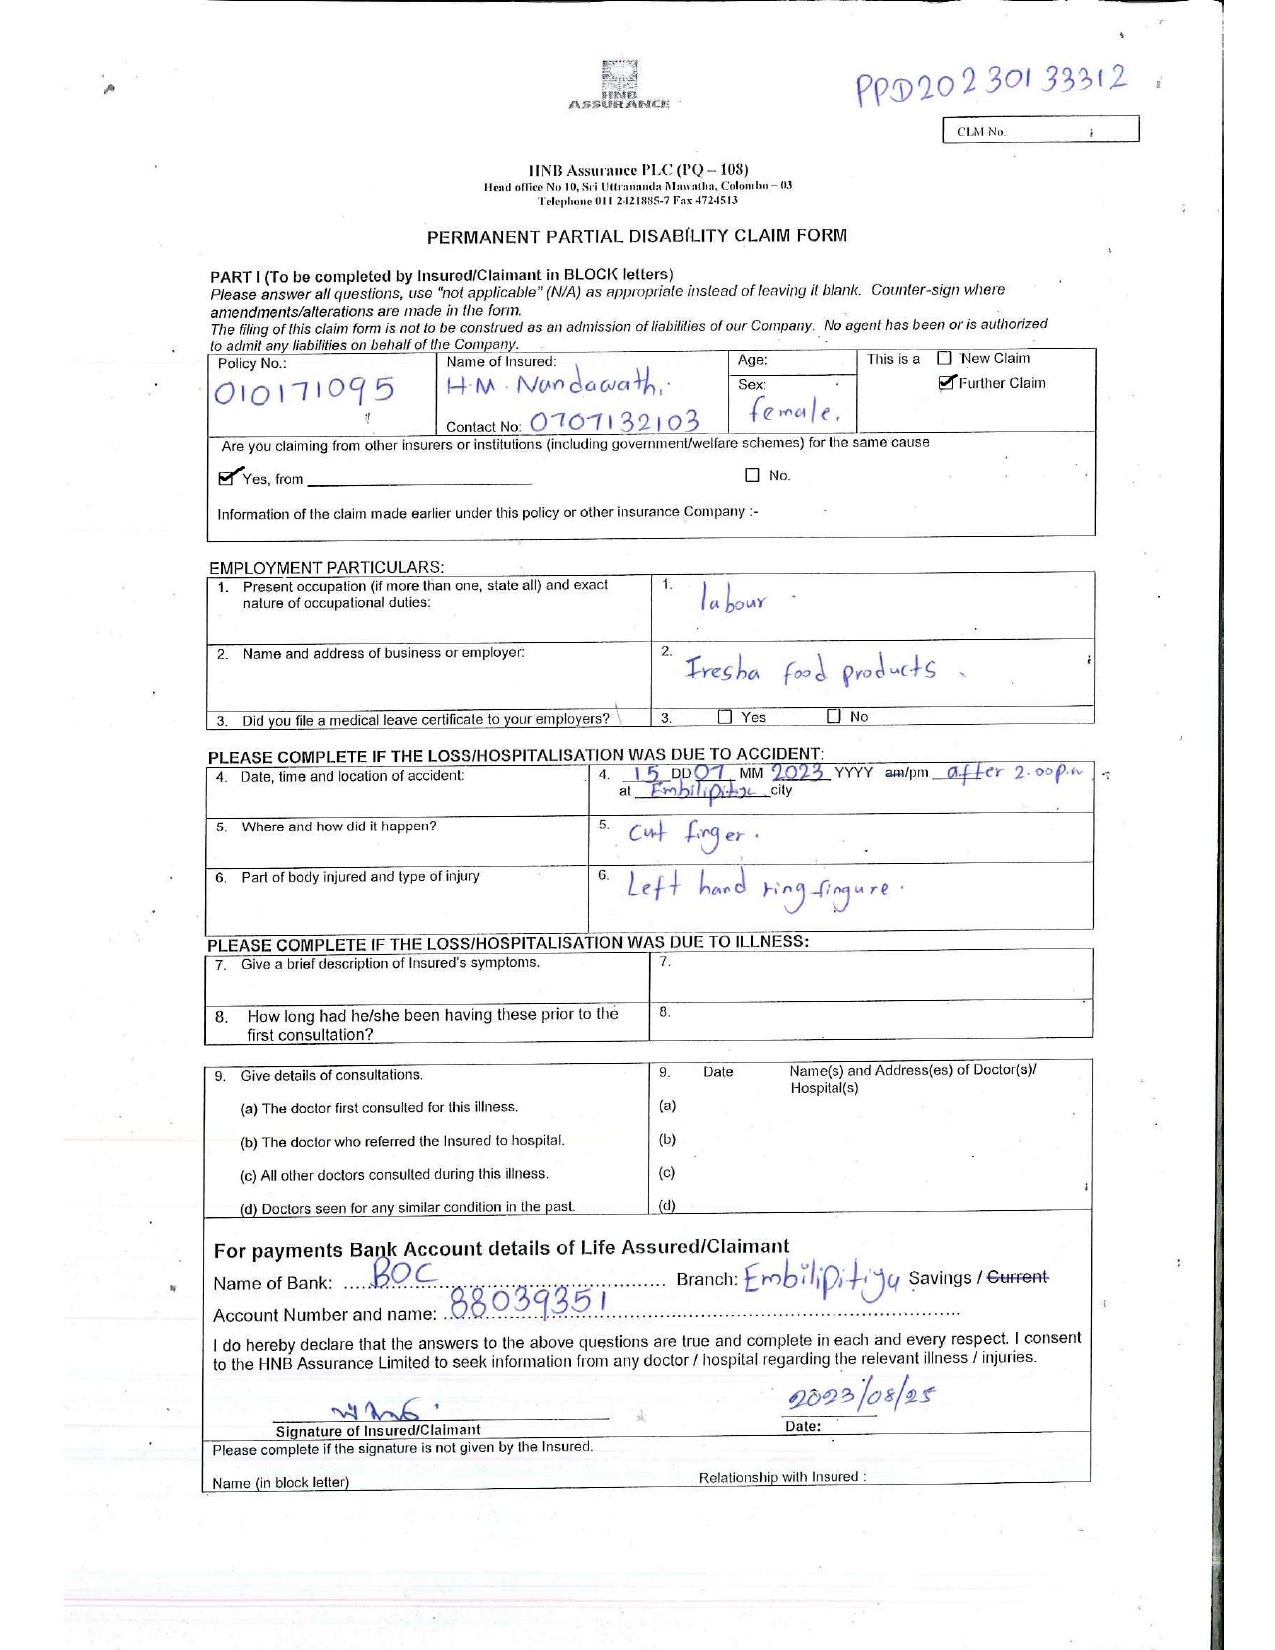 HNB
ASSURANCE
PPD20230133312
CLM No.
HNB Assurance PLC (PQ – 108)
Head office No 10, Sri Uttrananda Mawatha, Colombo – 03
Telephone 011 2421885-7 Fax 4724513
PERMANENT PARTIAL DISABILITY CLAIM FORM
PART I (To be completed by Insured/Claimant in BLOCK letters)
Please answer all questions, use "not applicable" (N/A) as appropriate instead of leaving it blank. Counter-sign where
amendments/alterations are made in the form.
The filing of this claim form is not to be construed as an admission of liabilities of our Company. No agent has been or is authorized
to admit any liabilities on behalf of the Company.
Policy No.: Name of Insured: Age: This is a ☐ New Claim
010171095 H.M. Nandawath. Sex: ☑ Further Claim
Contact No: 0707132103 female.
Are you claiming from other insurers or institutions (including government/welfare schemes) for the same cause
☑ Yes, from ☐ No.
Information of the claim made earlier under this policy or other insurance Company :-
EMPLOYMENT PARTICULARS:
1. Present occupation (if more than one, state all) and exact 1. labour
nature of occupational duties:
2. Name and address of business or employer: 2. Iresha food products
3. Did you file a medical leave certificate to your employers? 3. ☐ Yes ☐ No
PLEASE COMPLETE IF THE LOSS/HOSPITALISATION WAS DUE TO ACCIDENT:
4. Date, time and location of accident: 4. 15 DD 07 MM 2023 YYYY am/pm after 2.00p.m
at Embilipitya city
5. Where and how did it happen? 5. Cut finger.
6. Part of body injured and type of injury 6. Left hand ring fingure.
PLEASE COMPLETE IF THE LOSS/HOSPITALISATION WAS DUE TO ILLNESS:
7. Give a brief description of Insured's symptoms. 7.
8. How long had he/she been having these prior to the 8.
first consultation?
9. Give details of consultations. 9. Date Name(s) and Address(es) of Doctor(s)/
Hospital(s)
(a) The doctor first consulted for this illness. (a)
(b) The doctor who referred the Insured to hospital. (b)
(c) All other doctors consulted during this illness. (c)
(d) Doctors seen for any similar condition in the past. (d)
For payments Bank Account details of Life Assured/Claimant
Name of Bank: BOC Branch: Embilipitiya Savings / Current
Account Number and name: 88039351
I do hereby declare that the answers to the above questions are true and complete in each and every respect. I consent
to the HNB Assurance Limited to seek information from any doctor / hospital regarding the relevant illness / injuries.
2023/08/25
Signature of Insured/Claimant Date:
Please complete if the signature is not given by the Insured.
Name (in block letter) Relationship with Insured :